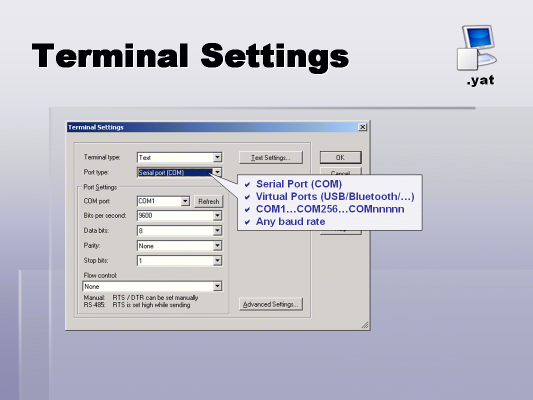 Terminal Settings
.yat
Terminal Settings
Terminal type: Text Text Settings... OK
Port type: Serial port (COM) Cancel
Serial Port (COM)
Virtual Ports (USB/Bluetooth/...)
COM1...COM256...COMnnnnn
Any baud rate
Port Settings
COM port: COM1 Refresh
Bits per second: 9600
Data bits: 8
Parity: None
Stop bits: 1
Flow control:
None
Manual: RTS / DTR can be set manually
RS-485: RTS is set high while sending
Advanced Settings...